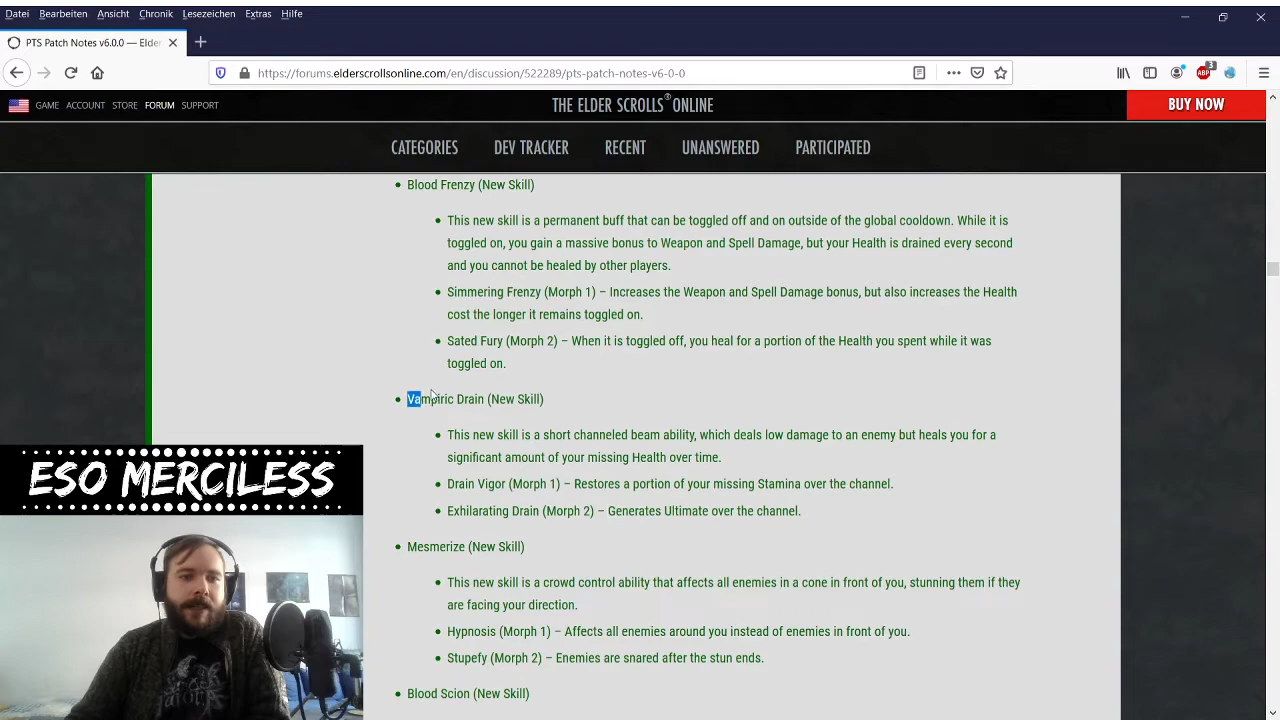 Datei Bearbeiten Ansicht Chronik Lesezeichen Extras Hilfe
PTS Patch Notes v6.0.0 — Elder
https://forums.elderscrollsonline.com/en/discussion/522289/pts-patch-notes-v6-0-0
ABP 3
GAME ACCOUNT STORE FORUM SUPPORT
THE ELDER SCROLLS® ONLINE
BUY NOW
CATEGORIES DEV TRACKER RECENT UNANSWERED PARTICIPATED
• Blood Frenzy (New Skill)
• This new skill is a permanent buff that can be toggled off and on outside of the global cooldown. While it is
toggled on, you gain a massive bonus to Weapon and Spell Damage, but your Health is drained every second
and you cannot be healed by other players.
• Simmering Frenzy (Morph 1) – Increases the Weapon and Spell Damage bonus, but also increases the Health
cost the longer it remains toggled on.
• Sated Fury (Morph 2) – When it is toggled off, you heal for a portion of the Health you spent while it was
toggled on.
• Vampiric Drain (New Skill)
• This new skill is a short channeled beam ability, which deals low damage to an enemy but heals you for a
significant amount of your missing Health over time.
• Drain Vigor (Morph 1) – Restores a portion of your missing Stamina over the channel.
• Exhilarating Drain (Morph 2) – Generates Ultimate over the channel.
• Mesmerize (New Skill)
• This new skill is a crowd control ability that affects all enemies in a cone in front of you, stunning them if they
are facing your direction.
• Hypnosis (Morph 1) – Affects all enemies around you instead of enemies in front of you.
• Stupefy (Morph 2) – Enemies are snared after the stun ends.
• Blood Scion (New Skill)
ESO MERCILESS